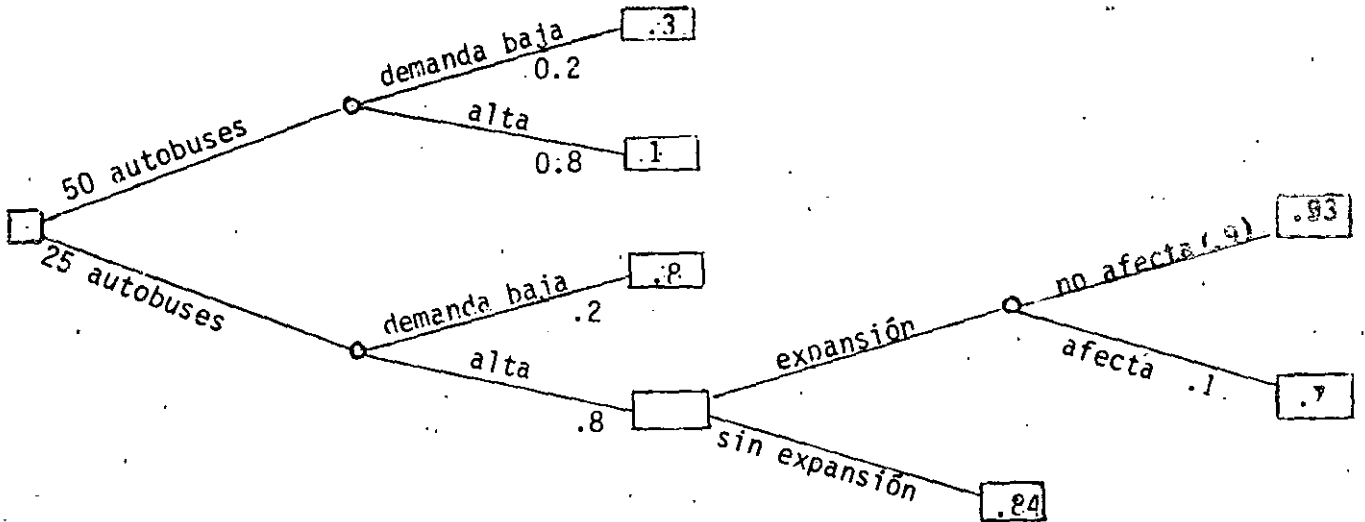 demanda baja
0.2
.3
alta
0.8
.1
50 autobuses
25 autobuses
demanda baja
.2
.8
alta
.8
expansión
no afecta(.9)
.93
afecta .1
sin expansión
.84